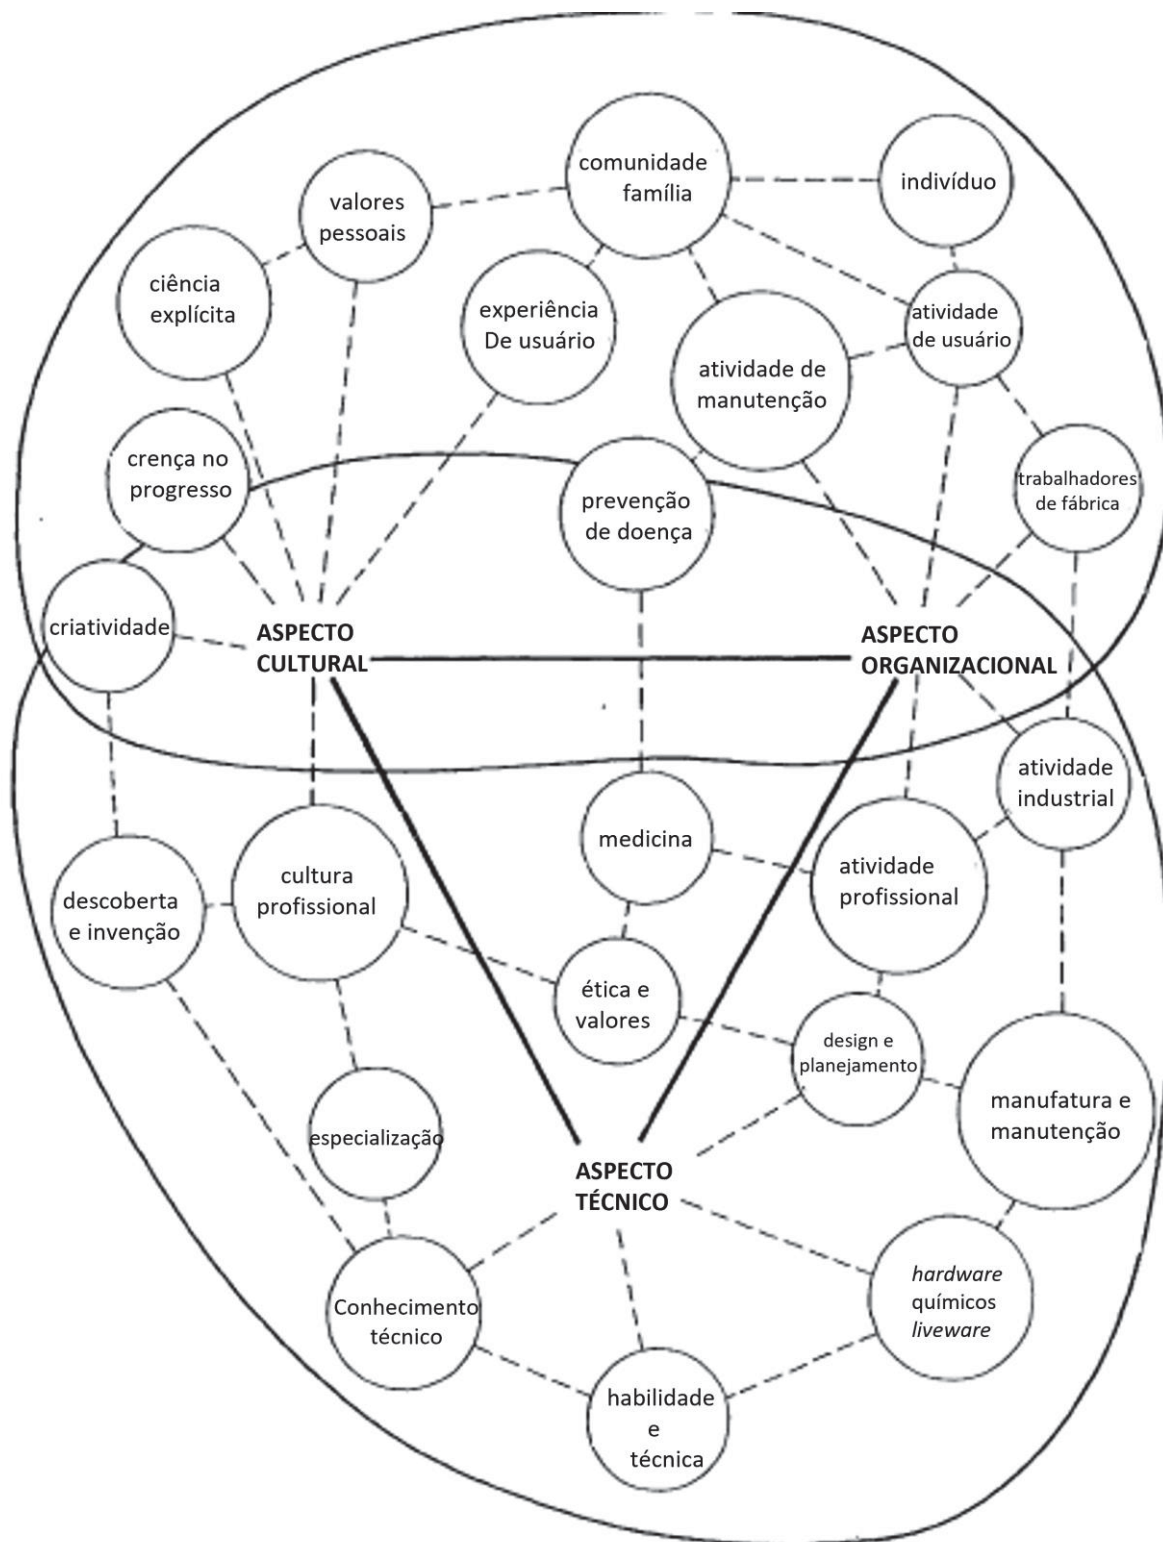 comunidade
família
indivíduo
valores
pessoais
ciência
explícita
experiência
De usuário
atividade
de usuário
atividade de
manutenção
crença no
progresso
prevenção
de doença
trabalhadores
de fábrica
criatividade
ASPECTO
CULTURAL
ASPECTO
ORGANIZACIONAL
atividade
industrial
medicina
atividade
profissional
cultura
profissional
descoberta
e invenção
ética e
valores
design e
planejamento
manufatura e
manutenção
especialização
ASPECTO
TÉCNICO
hardware
químicos
liveware
Conhecimento
técnico
habilidade
e
técnica